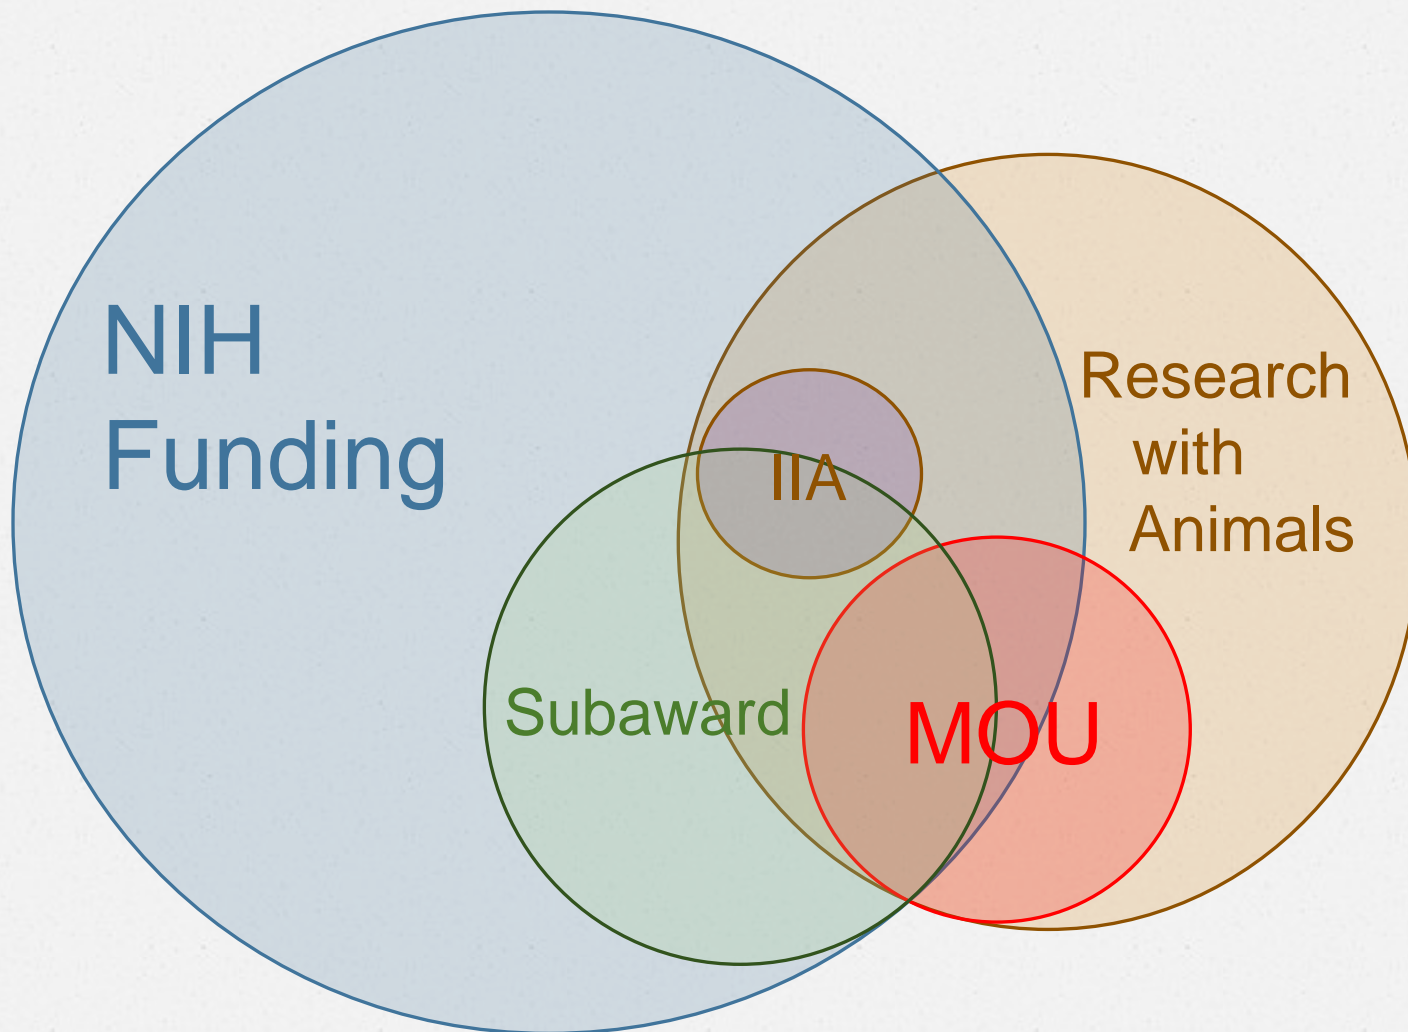 NIH
Funding
Research
with
Animals
IIA
Subaward
MOU